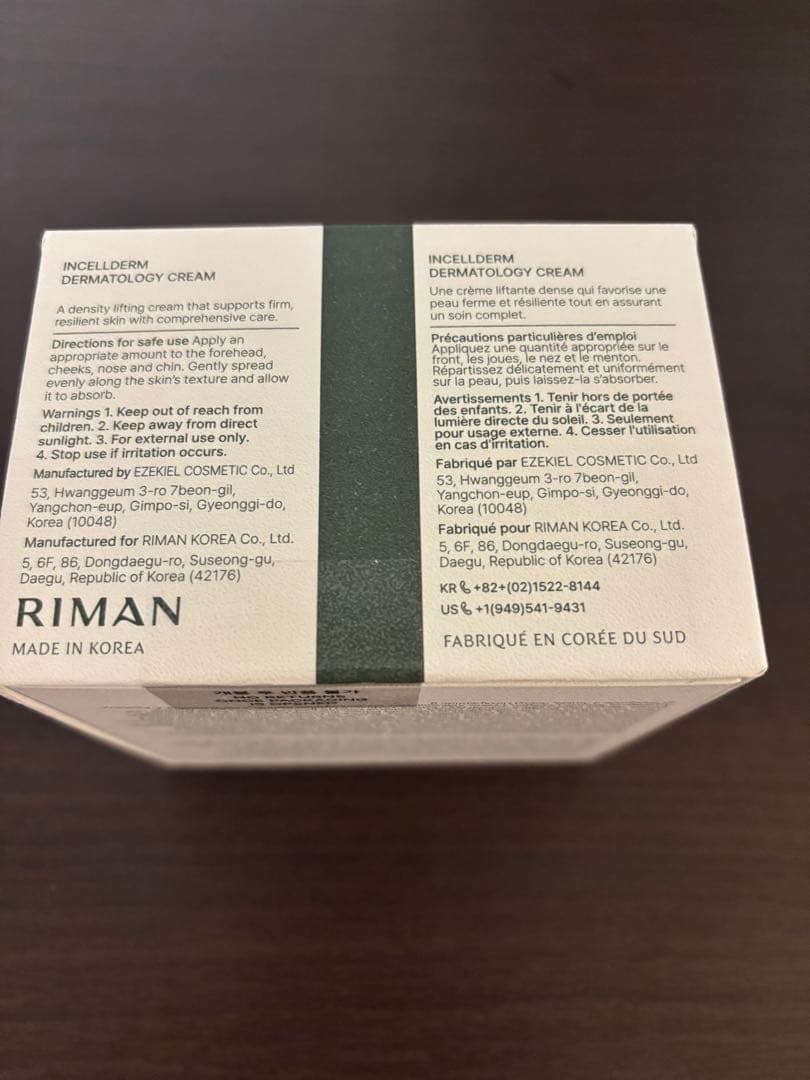 INCELLDERM
DERMATOLOGY CREAM
A density lifting cream that supports firm,
resilient skin with comprehensive care.
Directions for safe use Apply an
appropriate amount to the forehead,
cheeks, nose and chin. Gently spread
evenly along the skin's texture and allow
it to absorb.
Warnings 1. Keep out of reach from
children. 2. Keep away from direct
sunlight. 3. For external use only.
4. Stop use if irritation occurs.
Manufactured by EZEKIEL COSMETIC Co., Ltd
53, Hwanggeum 3-ro 7beon-gil,
Yangchon-eup, Gimpo-si, Gyeonggi-do,
Korea (10048)
Manufactured for RIMAN KOREA Co., Ltd.
5, 6F, 86, Dongdaegu-ro, Suseong-gu,
Daegu, Republic of Korea (42176)
RIMAN
MADE IN KOREA
INCELLDERM
DERMATOLOGY CREAM
Une crème liftante dense qui favorise une
peau ferme et résiliente tout en assurant
un soin complet.
Précautions particulières d'emploi
Appliquez une quantité appropriée sur le
front, les joues, le nez et le menton.
Répartissez délicatement et uniformément
sur la peau, puis laissez-la s'absorber.
Avertissements 1. Tenir hors de portée
des enfants. 2. Tenir à l'écart de la
lumière directe du soleil. 3. Seulement
pour usage externe. 4. Cesser l'utilisation
en cas d'irritation.
Fabriqué par EZEKIEL COSMETIC Co., Ltd
53, Hwanggeum 3-ro 7beon-gil,
Yangchon-eup, Gimpo-si, Gyeonggi-do,
Korea (10048)
Fabriqué pour RIMAN KOREA Co., Ltd.
5, 6F, 86, Dongdaegu-ro, Suseong-gu,
Daegu, Republic of Korea (42176)
KR +82+(02)1522-8144
US +1(949)541-9431
FABRIQUÉ EN CORÉE DU SUD
개봉 후 반품 불가
NO RETURNS
IS OPENED